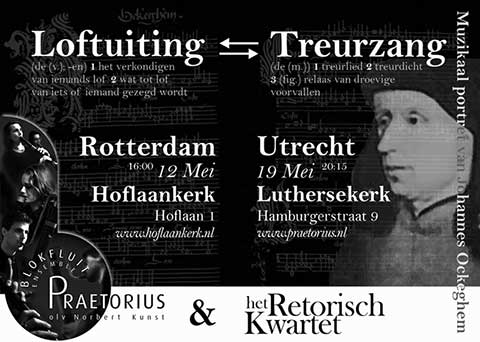 Loftuiting ⇆ Treurzang
(de (v.); -en) 1 het verkondigen
van iemands lof 2 wat tot lof
van iets of iemand gezegd wordt
(de (m.)) 1 treurlied 2 treurdicht
3 (fig.) relaas van droevige
voorvallen
Rotterdam
16:00 12 Mei
Hoflaankerk
Hoflaan 1
www.hoflaankerk.nl
Utrecht
19 Mei 20:15
Luthersekerk
Hamburgerstraat 9
www.praetorius.nl
Muzikaal portret van Johannes Ockeghem
BLOKFLUIT
ENSEMBLE
PRAETORIUS
olv Norbert Kunst
&
het Retorisch
Kwartet